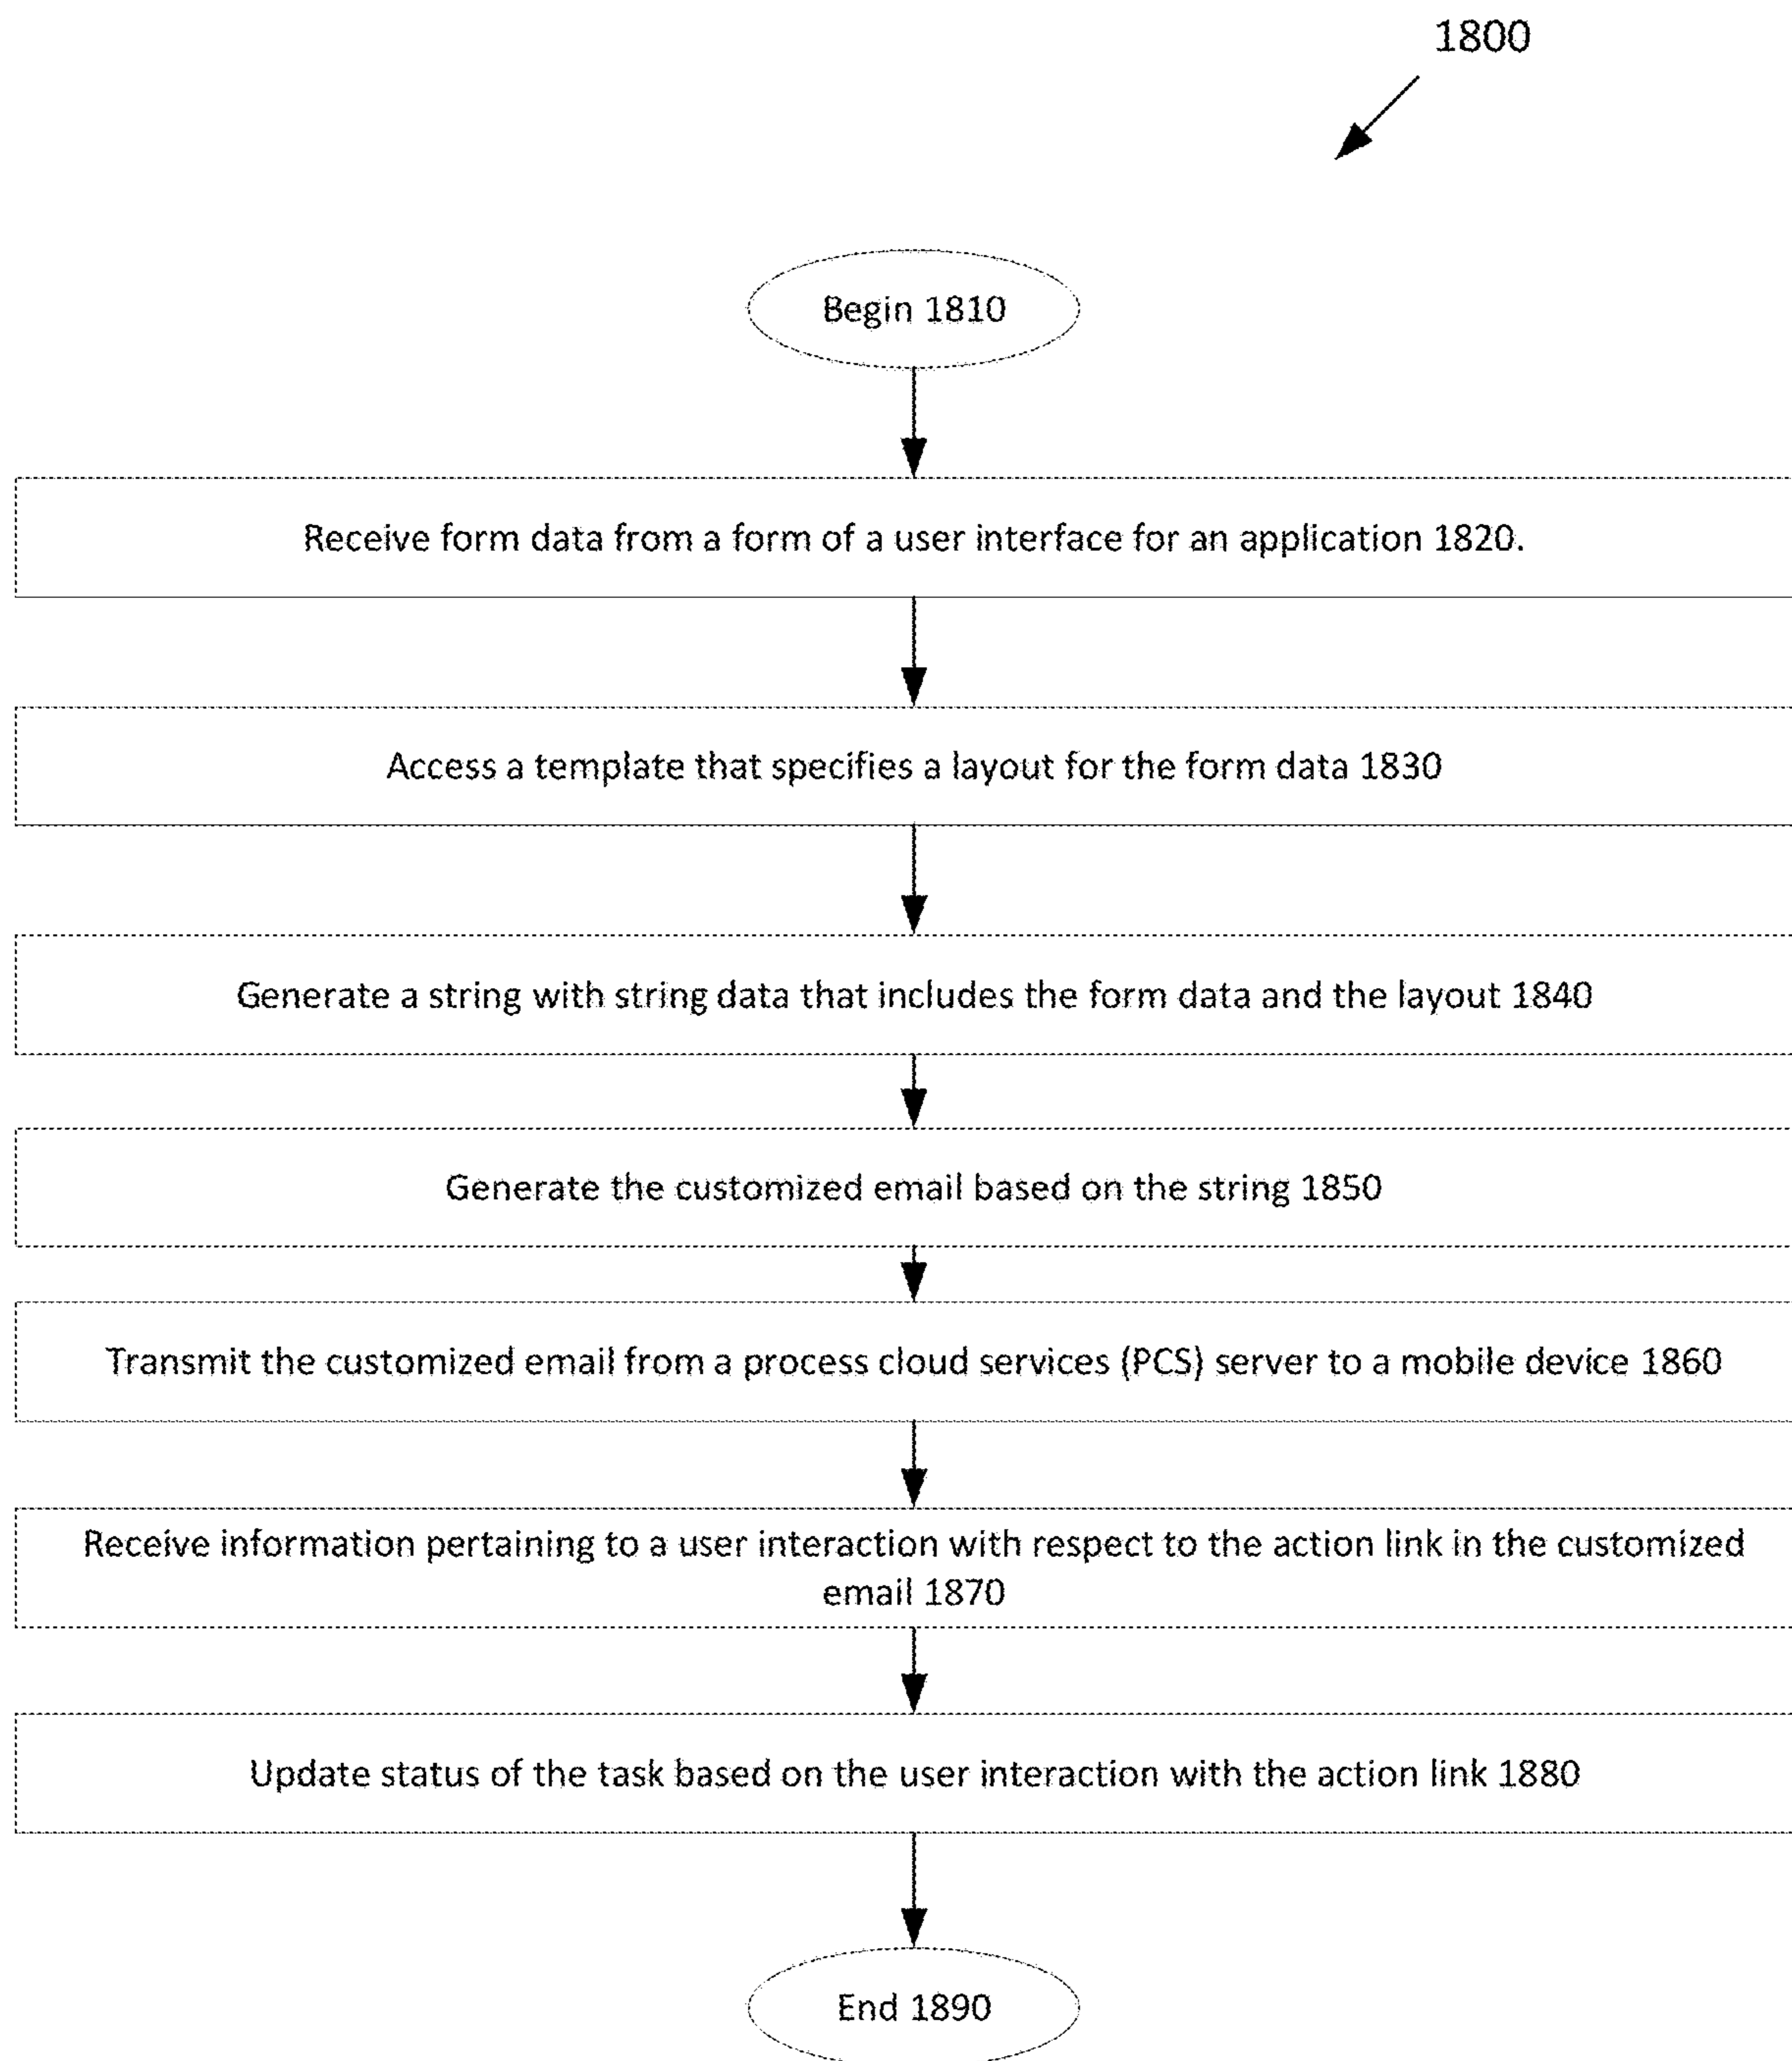 1800
Begin 1810
Receive form data from a form of a user interface for an application 1820.
Access a template that specifies a layout for the form data 1830
Generate a string with string data that includes the form data and the layout 1840
Generate the customized email based on the string 1850
Transmit the customized email from a process cloud services (PCS) server to a mobile device 1860
Receive information pertaining to a user interaction with respect to the action link in the customized
email 1870
Update status of the task based on the user interaction with the action link 1880
End 1890